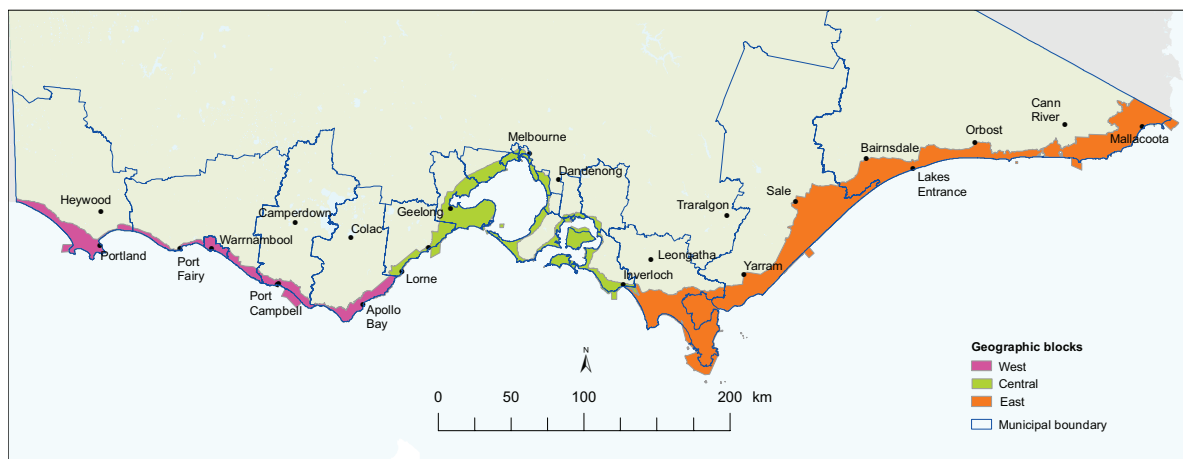 Cann
River
Orbost
Mallacoota
Melbourne
Bairnsdale
Dandenong
Lakes
Entrance
Sale
Heywood
Traralgon
Geelong
Camperdown
Colac
Warrnambool
Portland
Port
Fairy
Leongatha
Yarram
Lorne
Inverloch
Port
Campbell
Apollo
Bay
N
0 50 100 200 km
Geographic blocks
West
Central
East
Municipal boundary